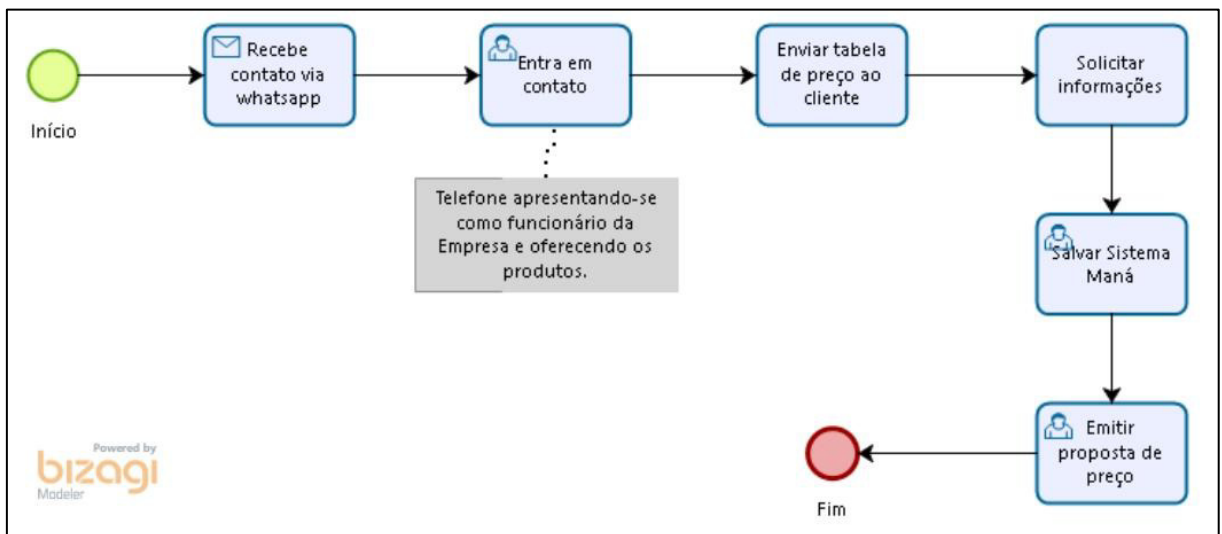 Recebe
contato via
whatsapp
Entra em
contato
Enviar tabela
de preço ao
cliente
Solicitar
informações
Início
Telefone apresentando-se
como funcionário da
Empresa e oferecendo os
produtos.
Salvar Sistema
Maná
Emitir
proposta de
preço
Fim
Powered by
bizagi
Modeler